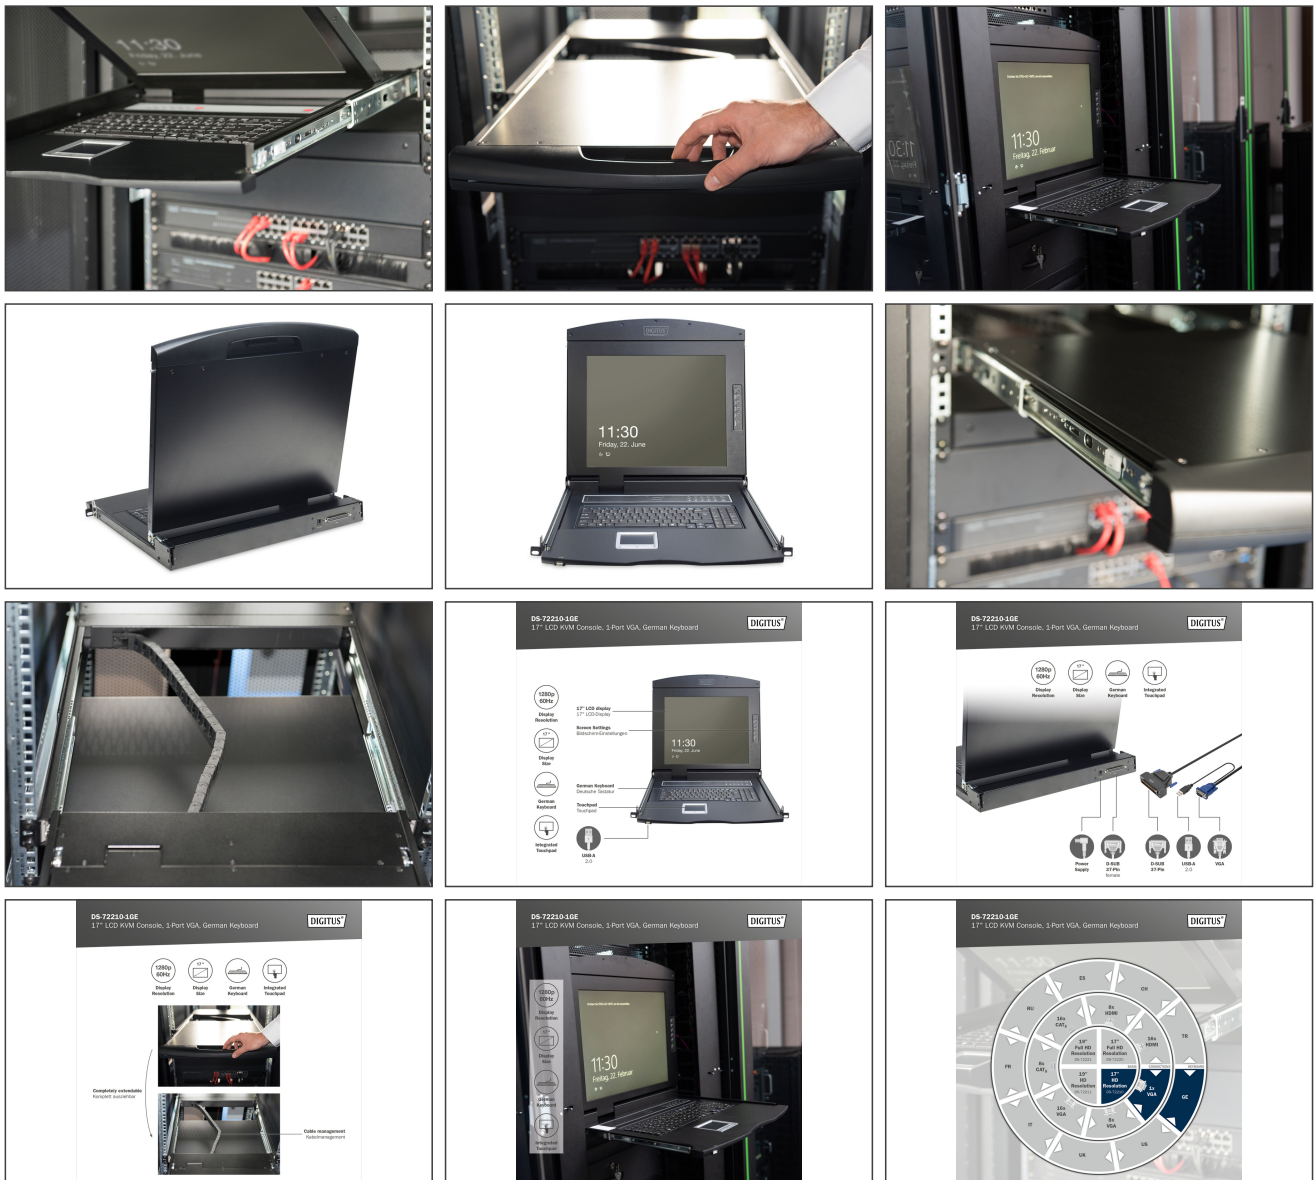 11:30
Freitag, 22. Februar
11:30
Freitag, 22. Februar
DIGITUS
11:30
Friday, 22. June
DS-72210-1GE
17" LCD KVM Console, 1-Port VGA, German Keyboard
DIGITUS®
1280p
60Hz
Display
Resolution
17"
Display
Size
German
Keyboard
Integrated
Touchpad
17" LCD display
17" LCD-Display
Screen Settings
Bildschirm-Einstellungen
11:30
Friday, 22. June
German Keyboard
Deutsche Tastatur
Touchpad
Touchpad
USB-A
2.0
DS-72210-1GE
17" LCD KVM Console, 1-Port VGA, German Keyboard
DIGITUS®
1280p
60Hz
Display
Resolution
17"
Display
Size
German
Keyboard
Integrated
Touchpad
Power
Supply
D-SUB
37-Pin
female
D-SUB
37-Pin
USB-A
2.0
VGA
DS-72210-1GE
17" LCD KVM Console, 1-Port VGA, German Keyboard
DIGITUS®
1280p
60Hz
Display
Resolution
17"
Display
Size
German
Keyboard
Integrated
Touchpad
Completely extendable
Komplett ausziehbar
Cable management
Kabelmanagement
DS-72210-1GE
17" LCD KVM Console, 1-Port VGA, German Keyboard
DIGITUS®
1280p
60Hz
Display
Resolution
17"
Display
Size
German
Keyboard
Integrated
Touchpad
11:30
Freitag, 22. Februar
DS-72210-1GE
17" LCD KVM Console, 1-Port VGA, German Keyboard
DIGITUS®
ES
CH
RU
TR
FR
GE
IT
US
UK
16x
CAT5
8x
HDMI
16x
HDMI
8x
CAT5
1x
VGA
16x
VGA
8x
VGA
19"
Full HD
Resolution
17"
Full HD
Resolution
19"
HD
Resolution
17"
HD
Resolution